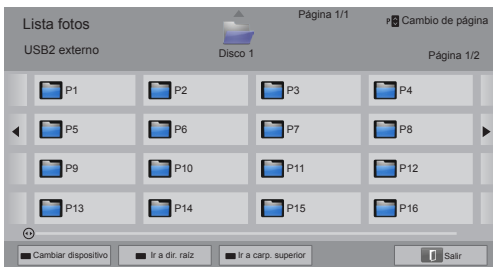 Lista fotos
Página 1/1
P Cambio de página
USB2 externo
Disco 1
Página 1/2
P1 P2 P3 P4
P5 P6 P7 P8
P9 P10 P11 P12
P13 P14 P15 P16
Cambiar dispositivo Ir a dir. raíz Ir a carp. superior Salir